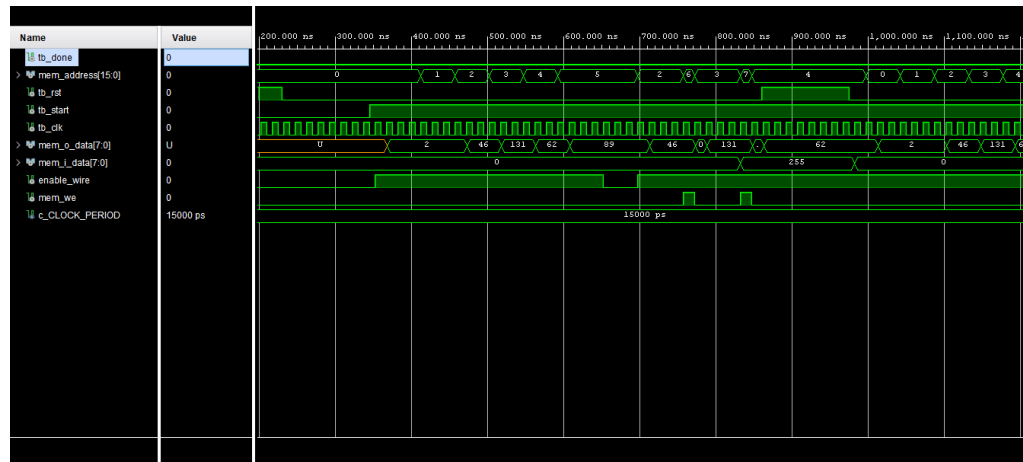 Name Value 200.000 ns 300.000 ns 400.000 ns 500.000 ns 600.000 ns 700.000 ns 800.000 ns 900.000 ns 1,000.000 ns 1,100.000 ns
tb_done 0
mem_address[15:0] 0 0 1 2 3 4 5 2 6 3 7 4 0 1 2 3 4
tb_rst 0
tb_start 0
tb_clk 0
mem_o_data[7:0] U U 2 46 131 62 89 46 0 131 . 62 2 46 131 6
mem_i_data[7:0] 0 0 255 0
enable_wire 0
mem_we 0
c_CLOCK_PERIOD 15000 ps 15000 ps